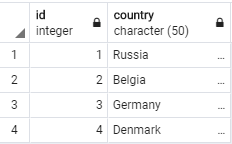 id country
integer character (50)
1 1 Russia ...
2 2 Belgia ...
3 3 Germany ...
4 4 Denmark ...